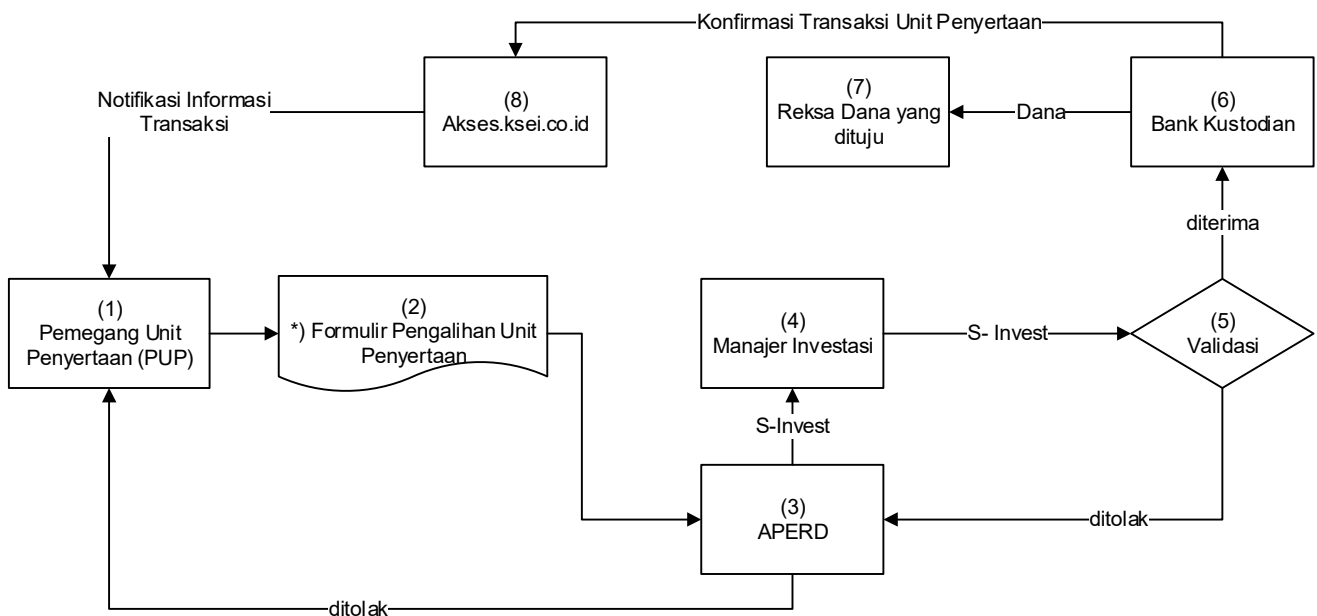 Konfirmasi Transaksi Unit Penyertaan
(8)
Akses.ksei.co.id
(7)
Reksa Dana yang
dituju
Dana
(6)
Bank Kustodian
Notifikasi Informasi
Transaksi
diterima
(1)
Pemegang Unit
Penyertaan (PUP)
(2)
*) Formulir Pengalihan Unit
Penyertaan
(4)
Manajer Investasi
S- Invest
(5)
Validasi
S-Invest
(3)
APERD
ditolak
ditolak